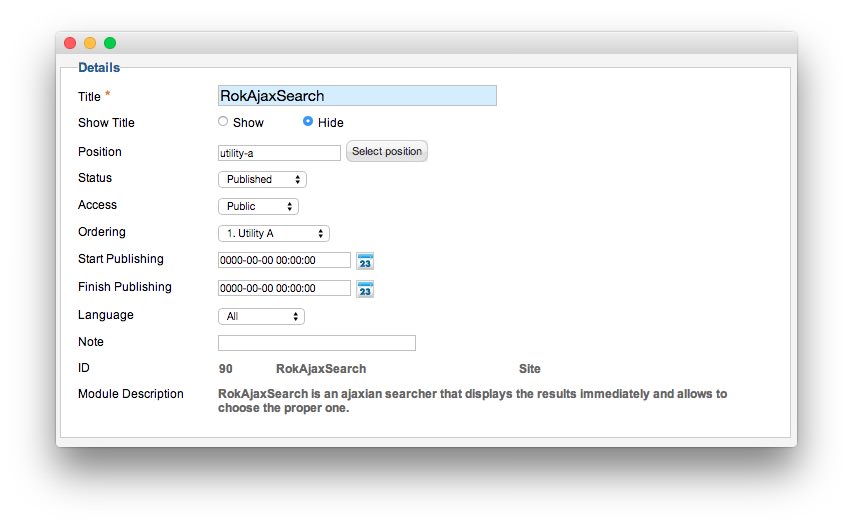 Details
Title * RokAjaxSearch
Show Title Show Hide
Position utility-a Select position
Status Published
Access Public
Ordering 1. Utility A
Start Publishing 0000-00-00 00:00:00 23
Finish Publishing 0000-00-00 00:00:00 23
Language All
Note
ID 90 RokAjaxSearch Site
Module Description RokAjaxSearch is an ajaxian searcher that displays the results immediately and allows to
choose the proper one.